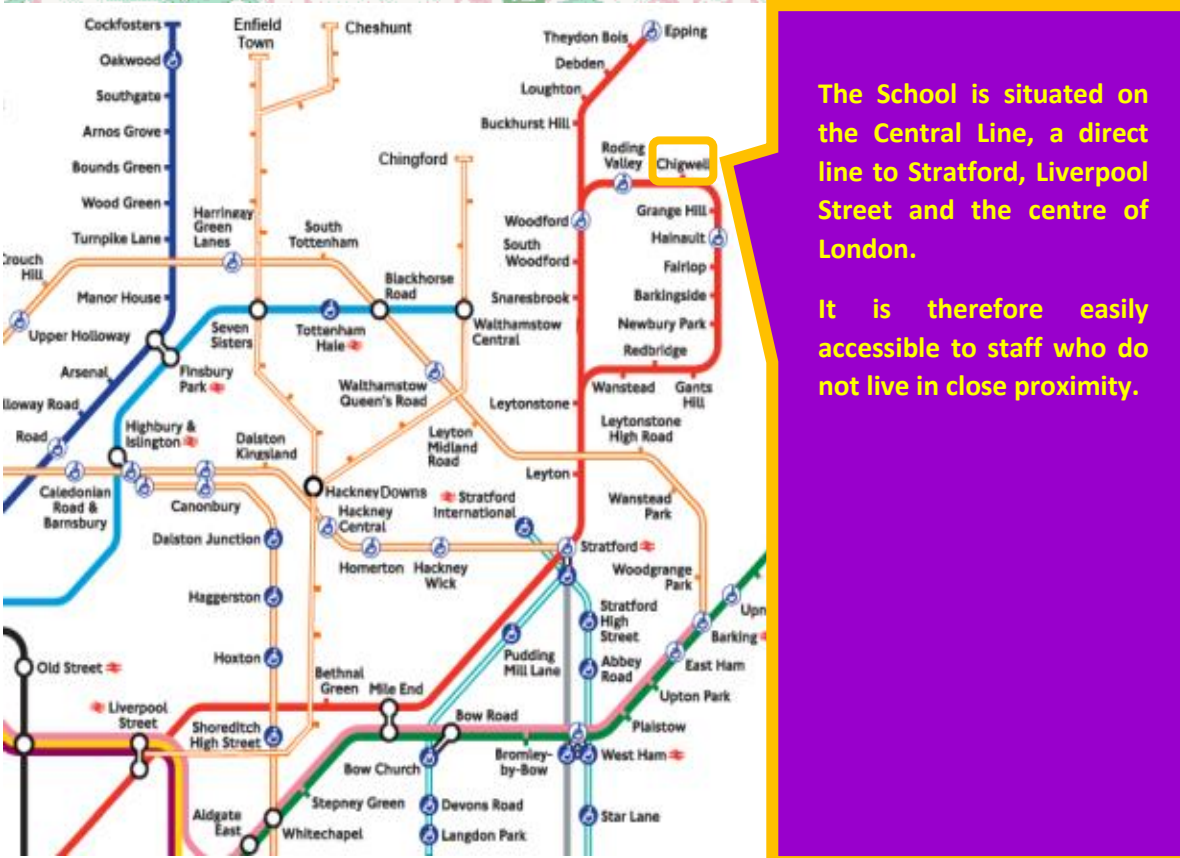 Cockfosters
Oakwood
Southgate
Arnos Grove
Bounds Green
Wood Green
Turnpike Lane
Manor House
Arsenal
Enfield
Town
Cheshunt
Chingford
Harringay
Green
Lanes
South
Tottenham
Crouch
Hill
Upper Holloway
Finsbury
Park
Seven
Sisters
Tottenham
Hale
Blackhorse
Road
Walthamstow
Central
Walthamstow
Queen's Road
Leyton
Midland
Road
Leytonstone
High Road
Wanstead
Park
Woodgrange
Park
Theydon Bois
Epping
Debden
Loughton
Buckhurst Hill
Roding
Valley
Chigwell
Woodford
Grange Hill
Hainault
South
Woodford
Fairlop
Snaresbrook
Barkingside
Newbury Park
Redbridge
Wanstead
Gants
Hill
Leytonstone
Leyton
lloway Road
Road
Highbury &
Islington
Caledonian
Road &
Barnsbury
Canonbury
Dalston
Kingsland
Hackney Downs
Hackney
Central
Homerton
Hackney
Wick
Stratford
International
Stratford
Dalston Junction
Haggerston
Hoxton
Shoreditch
High Street
Old Street
Liverpool
Street
Bethnal
Green
Mile End
Bow Road
Bow Church
Bromley-
by-Bow
West Ham
Pudding
Mill Lane
Stratford
High
Street
Abbey
Road
Star Lane
Plaistow
Upton Park
East Ham
Barking
Upn
Aldgate
East
Whitechapel
Stepney Green
Devons Road
Langdon Park
The School is situated on
the Central Line, a direct
line to Stratford, Liverpool
Street and the centre of
London.
It is therefore easily
accessible to staff who do
not live in close proximity.